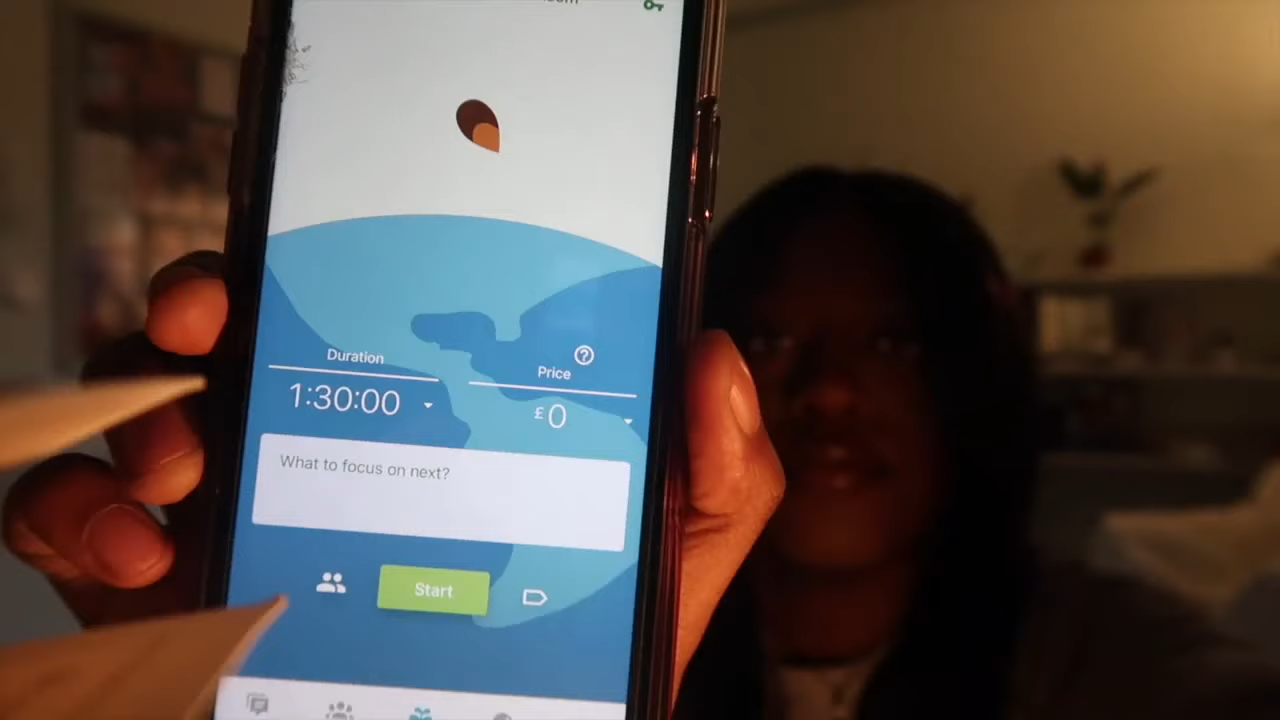 Duration
Price
?
1:30:00
£0
What to focus on next?
Start